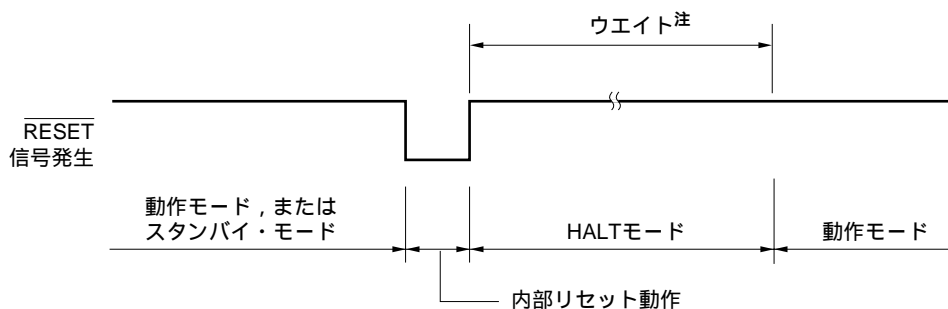 ウエイト注
RESET
信号発生
動作モード，または
スタンバイ・モード
HALTモード
動作モード
内部リセット動作